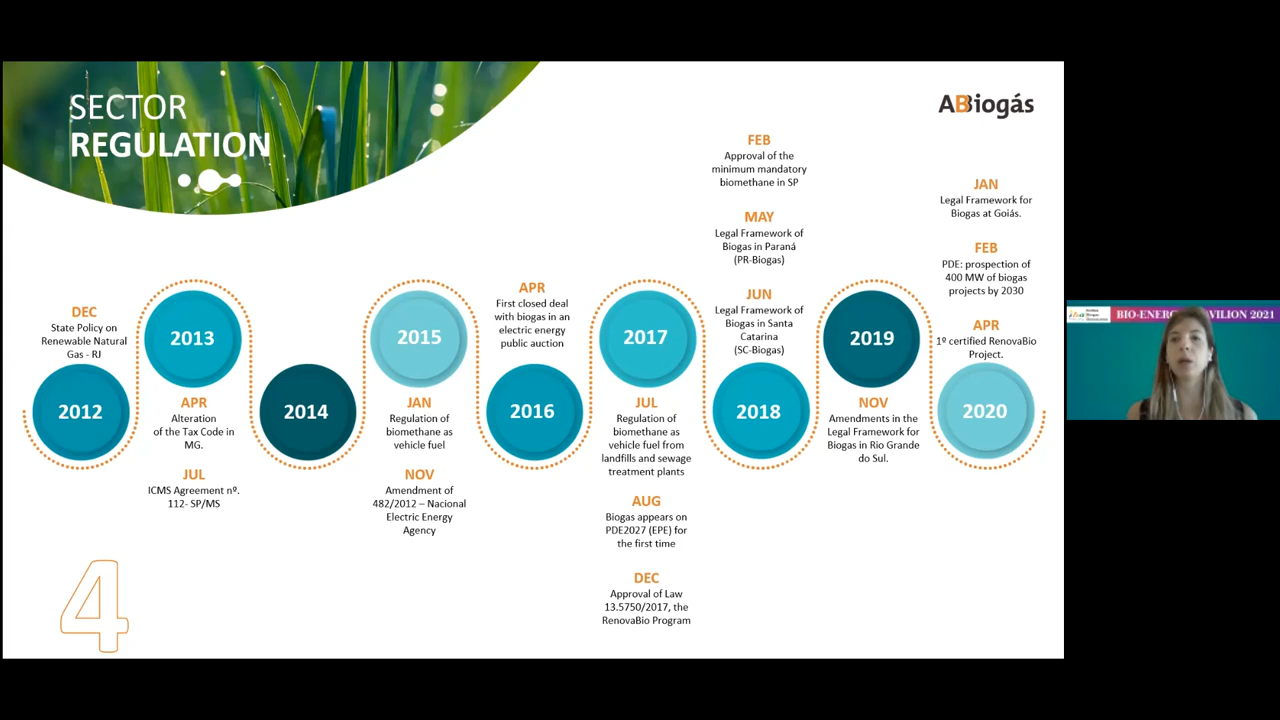 SECTOR
REGULATION
ABiogás
DEC
State Policy on
Renewable Natural
Gas - RJ
2012
2013
APR
Alteration
of the Tax Code in
MG.
JUL
ICMS Agreement nº.
112- SP/MS
2014
2015
JAN
Regulation of
biomethane as
vehicle fuel
NOV
Amendment of
482/2012 – Nacional
Electric Energy
Agency
APR
First closed deal
with biogas in an
electric energy
public auction
2016
2017
JUL
Regulation of
biomethane as
vehicle fuel from
landfills and sewage
treatment plants
AUG
Biogas appears on
PDE2027 (EPE) for
the first time
DEC
Approval of Law
13.5750/2017, the
RenovaBio Program
FEB
Approval of the
minimum mandatory
biomethane in SP
MAY
Legal Framework of
Biogas in Paraná
(PR-Biogas)
JUN
Legal Framework of
Biogas in Santa
Catarina
(SC-Biogas)
2018
2019
NOV
Amendments in the
Legal Framework for
Biogas in Rio Grande
do Sul.
JAN
Legal Framework for
Biogas at Goiás.
FEB
PDE: prospection of
400 MW of biogas
projects by 2030
APR
1º certified RenovaBio
Project.
2020
4
BIO-ENERG VILION 2021